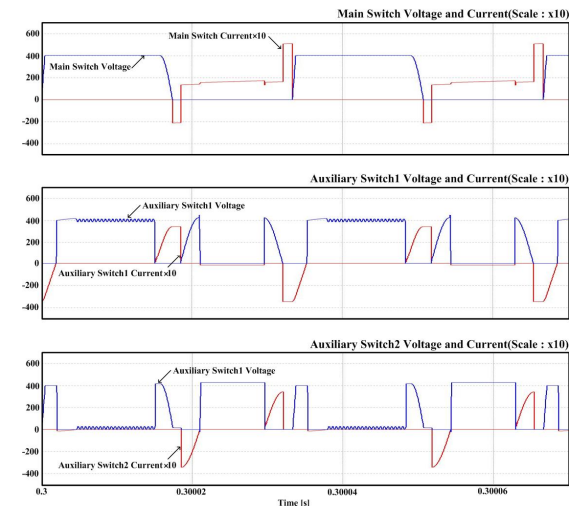 Main Switch Voltage and Current(Scale : x10)
600
400
200
0
-200
-400
Main Switch Current×10
Main Switch Voltage
Auxiliary Switch1 Voltage and Current(Scale : x10)
600
400
200
0
-200
-400
Auxiliary Switch1 Voltage
Auxiliary Switch1 Current×10
Auxiliary Switch2 Voltage and Current(Scale : x10)
600
400
200
0
-200
-400
Auxiliary Switch1 Voltage
Auxiliary Switch2 Current×10
0.3
0.30002
0.30004
0.30006
Time [s]